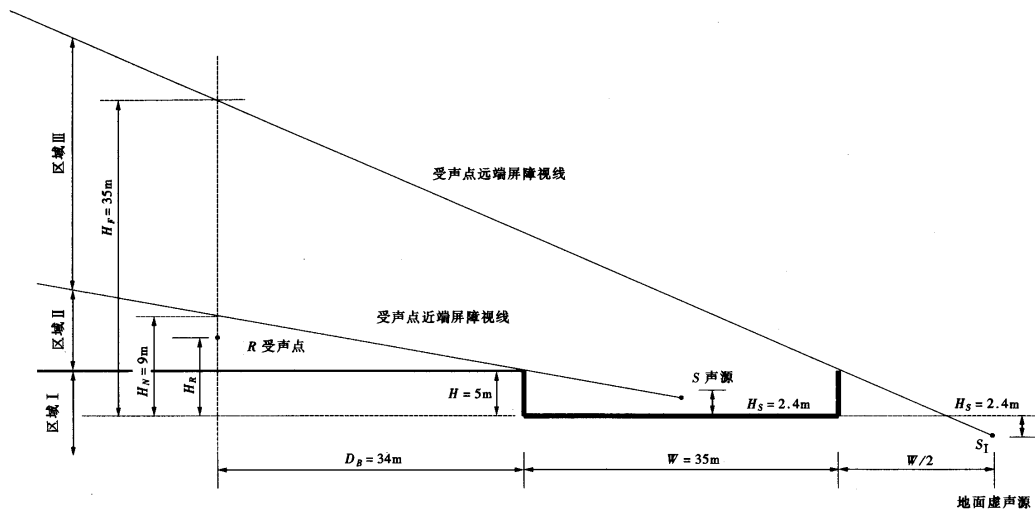 区域Ⅲ
H_F = 35m
受声点远端屏障视线
区域Ⅱ
受声点近端屏障视线
R 受声点
H_N = 9m
H_R
S 声源
H = 5m
H_S = 2.4m
H_S = 2.4m
区域Ⅰ
S_I
D_B = 34m
W = 35m
W/2
地面虚声源